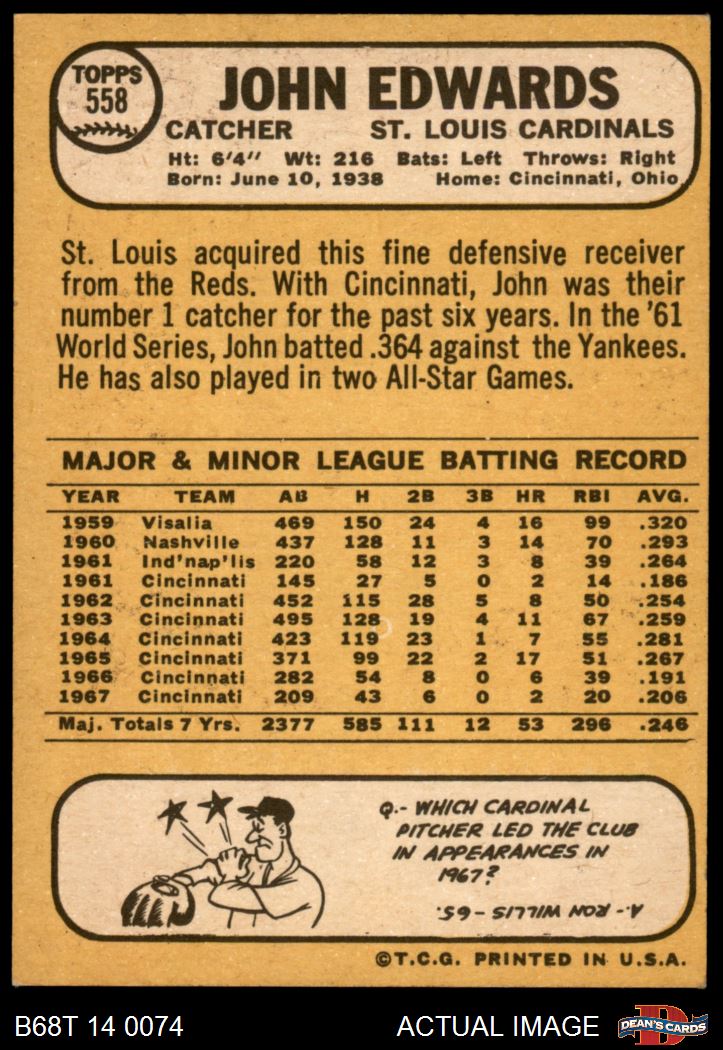 TOPPS
558
JOHN EDWARDS
CATCHER ST. LOUIS CARDINALS
Ht: 6'4" Wt: 216 Bats: Left Throws: Right
Born: June 10, 1938 Home: Cincinnati, Ohio
St. Louis acquired this fine defensive receiver
from the Reds. With Cincinnati, John was their
number 1 catcher for the past six years. In the '61
World Series, John batted .364 against the Yankees.
He has also played in two All-Star Games.
MAJOR & MINOR LEAGUE BATTING RECORD
YEAR TEAM AB H 2B 3B HR RBI AVG.
1959 Visalia 469 150 24 4 16 99 .320
1960 Nashville 437 128 11 3 14 70 .293
1961 Ind'nap'lis 220 58 12 3 8 39 .264
1961 Cincinnati 145 27 5 0 2 14 .186
1962 Cincinnati 452 115 28 5 8 50 .254
1963 Cincinnati 495 128 19 4 11 67 .259
1964 Cincinnati 423 119 23 1 7 55 .281
1965 Cincinnati 371 99 22 2 17 51 .267
1966 Cincinnati 282 54 8 0 6 39 .191
1967 Cincinnati 209 43 6 0 2 20 .206
Maj. Totals 7 Yrs. 2377 585 111 12 53 296 .246
Q.- WHICH CARDINAL
PITCHER LED THE CLUB
IN APPEARANCES IN
1967?
A. - RON WILLIS - 65.
©T.C.G. PRINTED IN U.S.A.
B68T 14 0074 ACTUAL IMAGE
D
DEAN'S CARDS